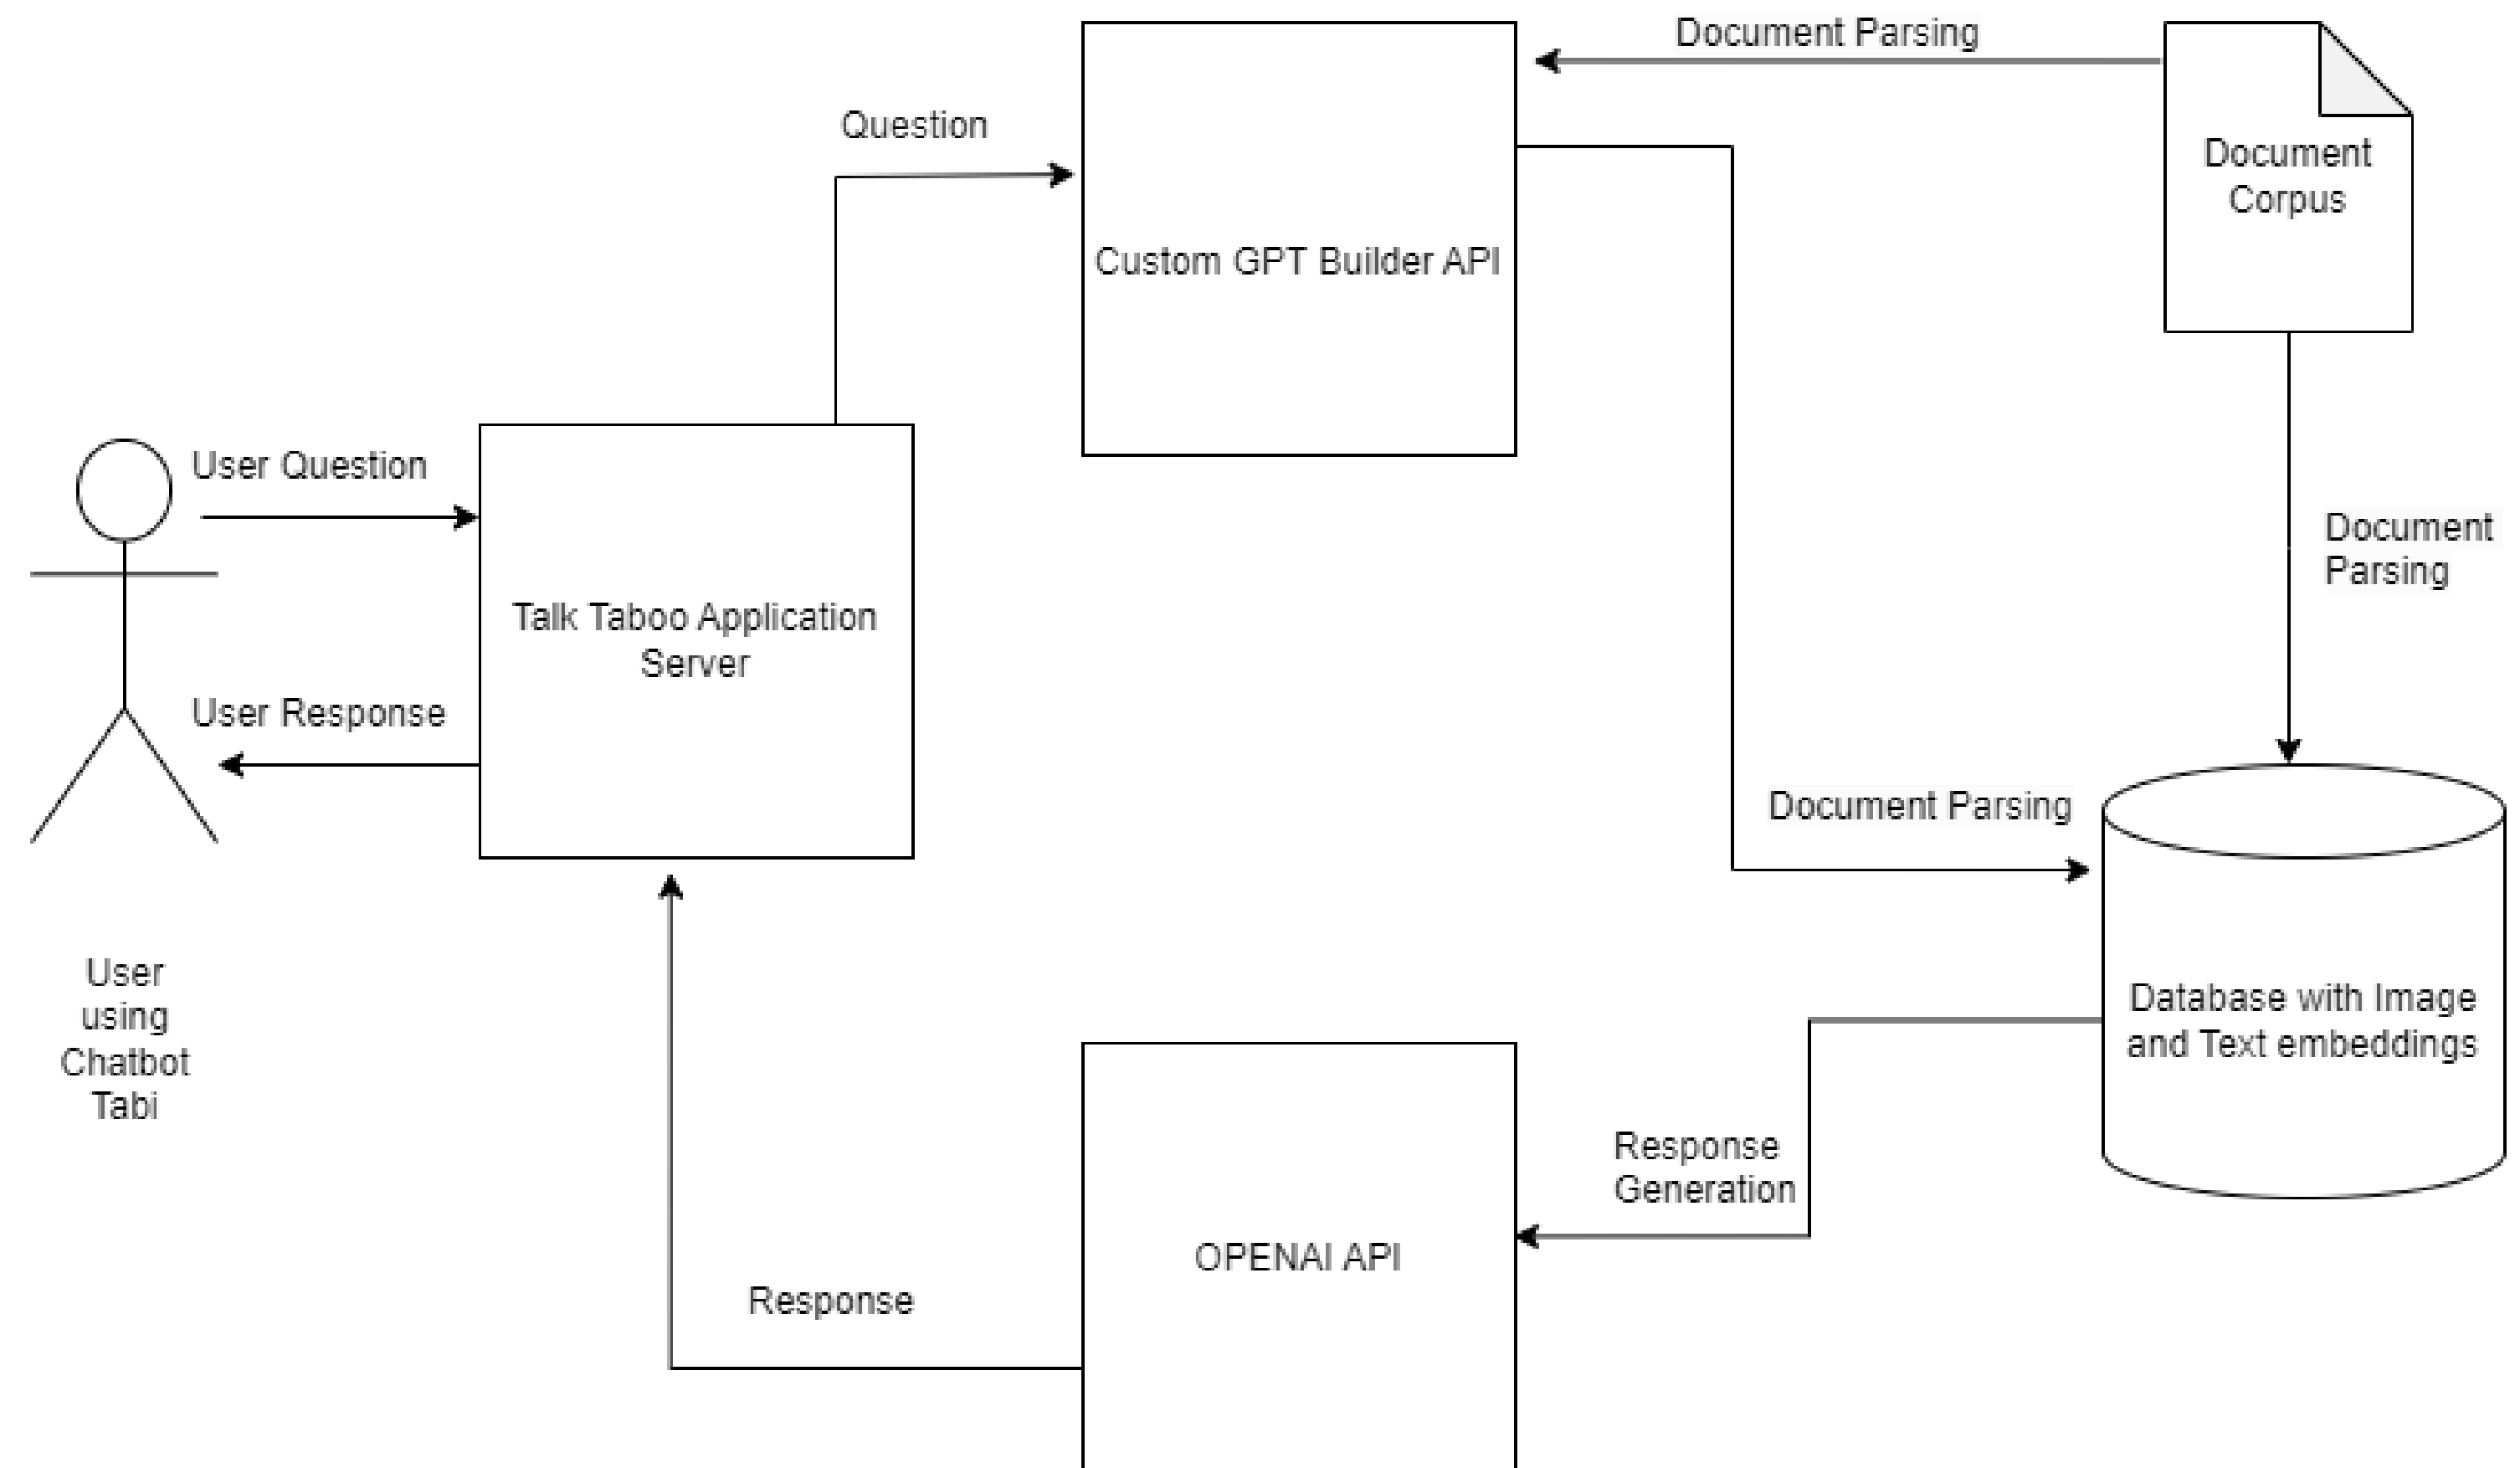 Document Parsing
Question
Document
Corpus
Custom GPT Builder API
User Question
Document
Parsing
Talk Taboo Application
Server
User Response
Document Parsing
User
using
Chatbot
Tabi
Database with Image
and Text embeddings
Response
Generation
OPENAI API
Response